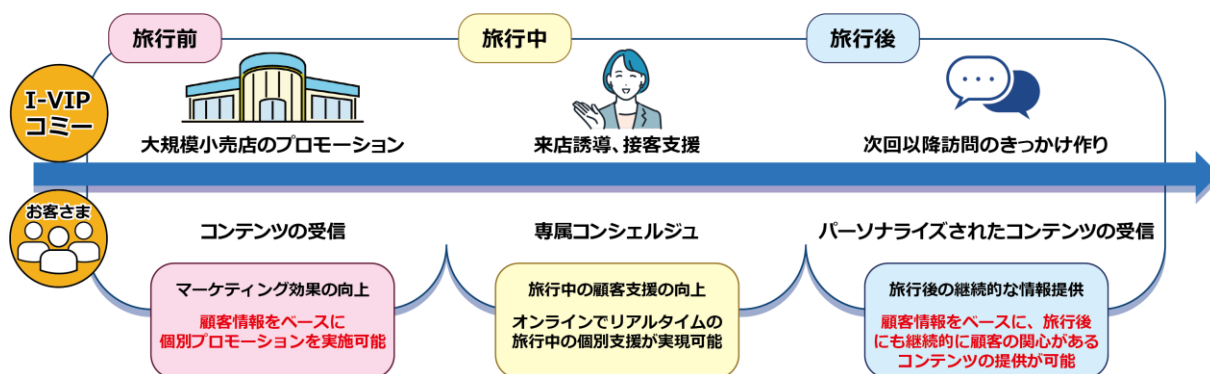 旅行前
旅行中
旅行後
I-VIP
コミー
大規模小売店のプロモーション
来店誘導、接客支援
次回以降訪問のきっかけ作り
お客さま
コンテンツの受信
専属コンシェルジュ
パーソナライズされたコンテンツの受信
マーケティング効果の向上
顧客情報をベースに
個別プロモーションを実施可能
旅行中の顧客支援の向上
オンラインでリアルタイムの
旅行中の個別支援が実現可能
旅行後の継続的な情報提供
顧客情報をベースに、旅行後
にも継続的に顧客の関心がある
コンテンツの提供が可能